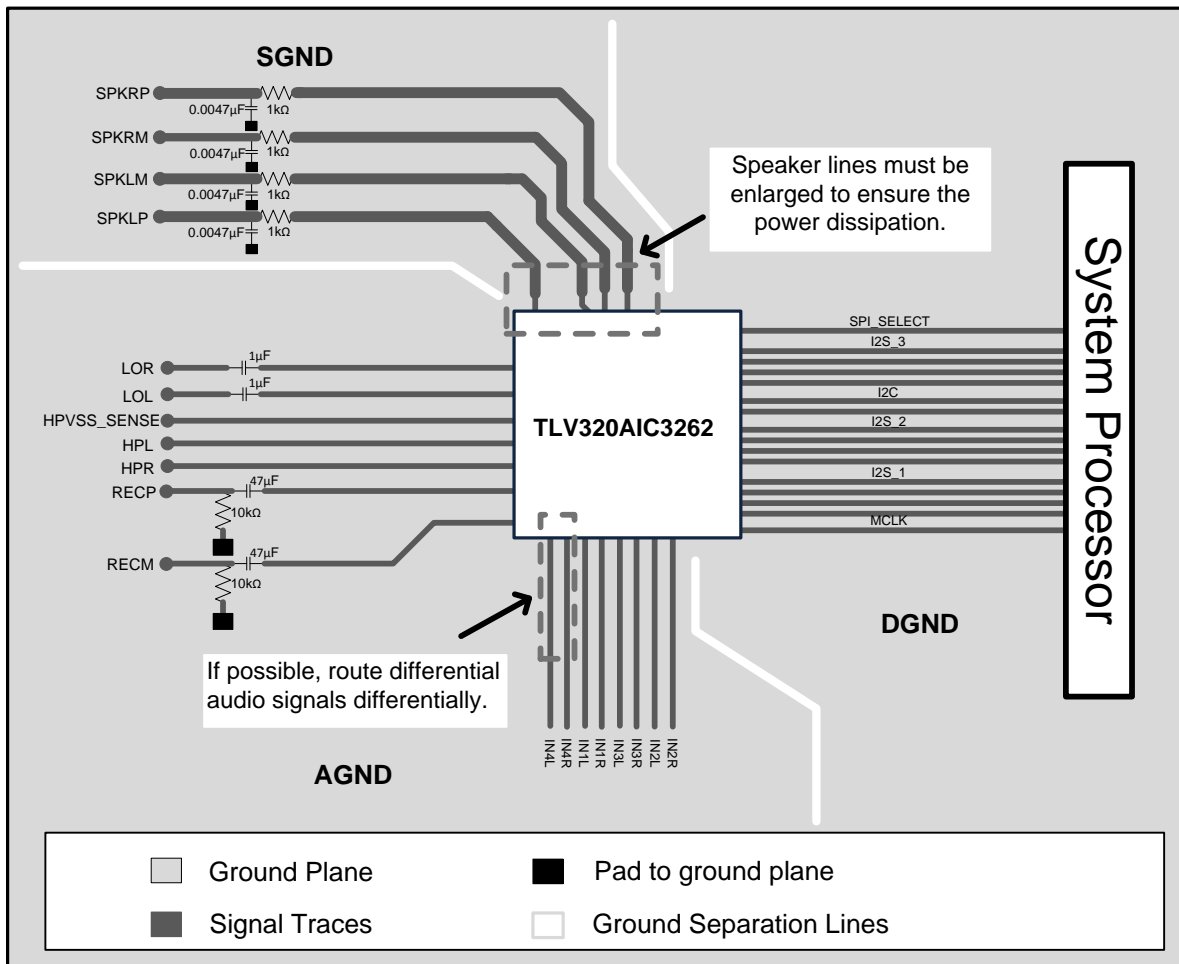 SGND
SPKRP
0.0047µF
1kΩ
SPKRM
0.0047µF
1kΩ
SPKLM
0.0047µF
1kΩ
SPKLP
0.0047µF
1kΩ
Speaker lines must be
enlarged to ensure the
power dissipation.
System Processor
LOR
1µF
LOL
1µF
HPVSS_SENSE
HPL
HPR
RECP
47µF
10kΩ
RECM
47µF
10kΩ
TLV320AIC3262
SPI_SELECT
I2S_3
I2C
I2S_2
I2S_1
MCLK
DGND
If possible, route differential
audio signals differentially.
IN4L
IN4R
IN1L
IN1R
IN3L
IN3R
IN2L
IN2R
AGND
Ground Plane
Pad to ground plane
Signal Traces
Ground Separation Lines